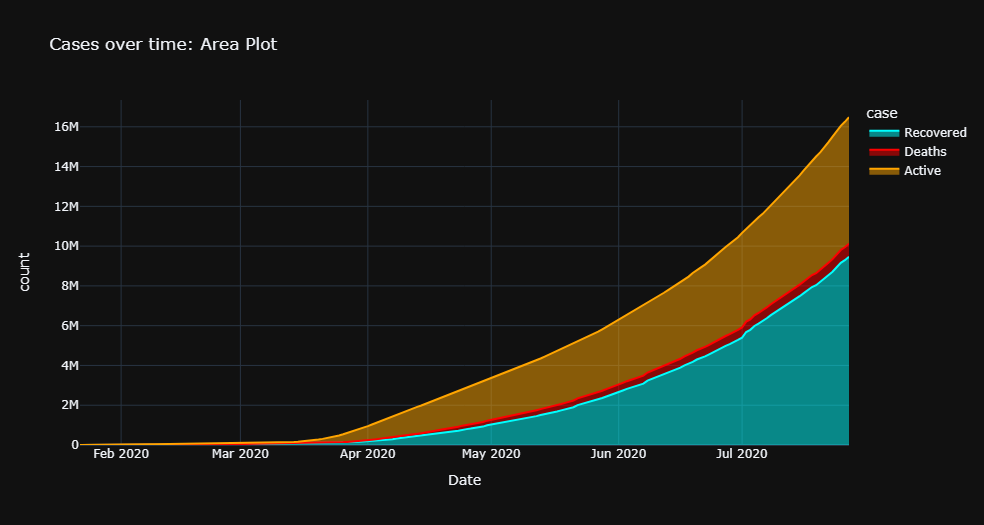 Cases over time: Area Plot
case
Recovered
Deaths
Active
16M
14M
12M
10M
8M
6M
4M
2M
0
count
Feb 2020
Mar 2020
Apr 2020
May 2020
Jun 2020
Jul 2020
Date